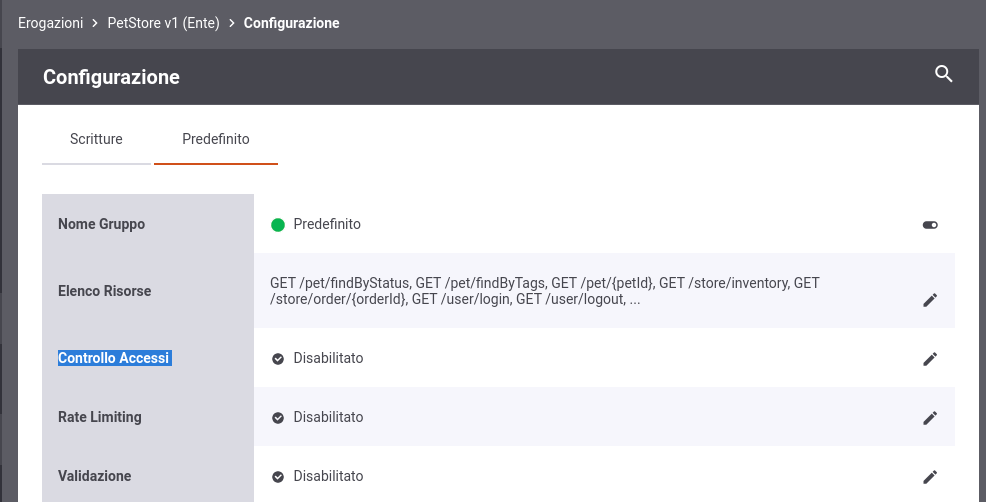 Erogazioni > PetStore v1 (Ente) > Configurazione
Configurazione
Scritture Predefinito
Nome Gruppo Predefinito
Elenco Risorse GET /pet/findByStatus, GET /pet/findByTags, GET /pet/{petId}, GET /store/inventory, GET
/store/order/{orderId}, GET /user/login, GET /user/logout, ...
Controllo Accessi Disabilitato
Rate Limiting Disabilitato
Validazione Disabilitato